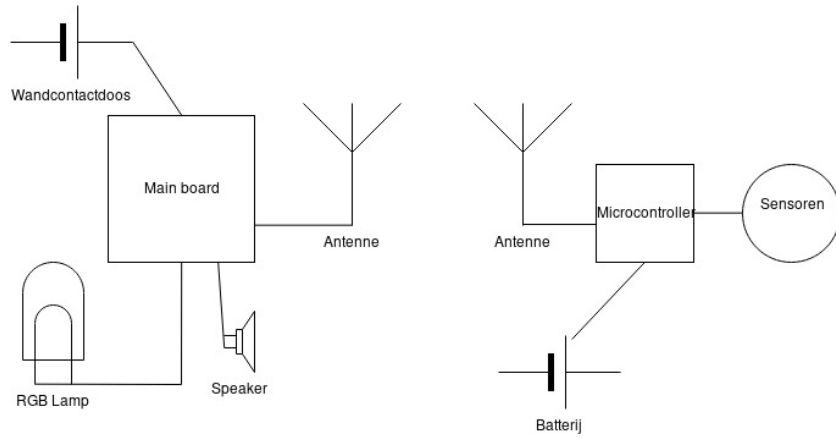 Wandcontactdoos
Main board
Antenne
Antenne
Microcontroller
Sensoren
RGB Lamp
Speaker
Batterij